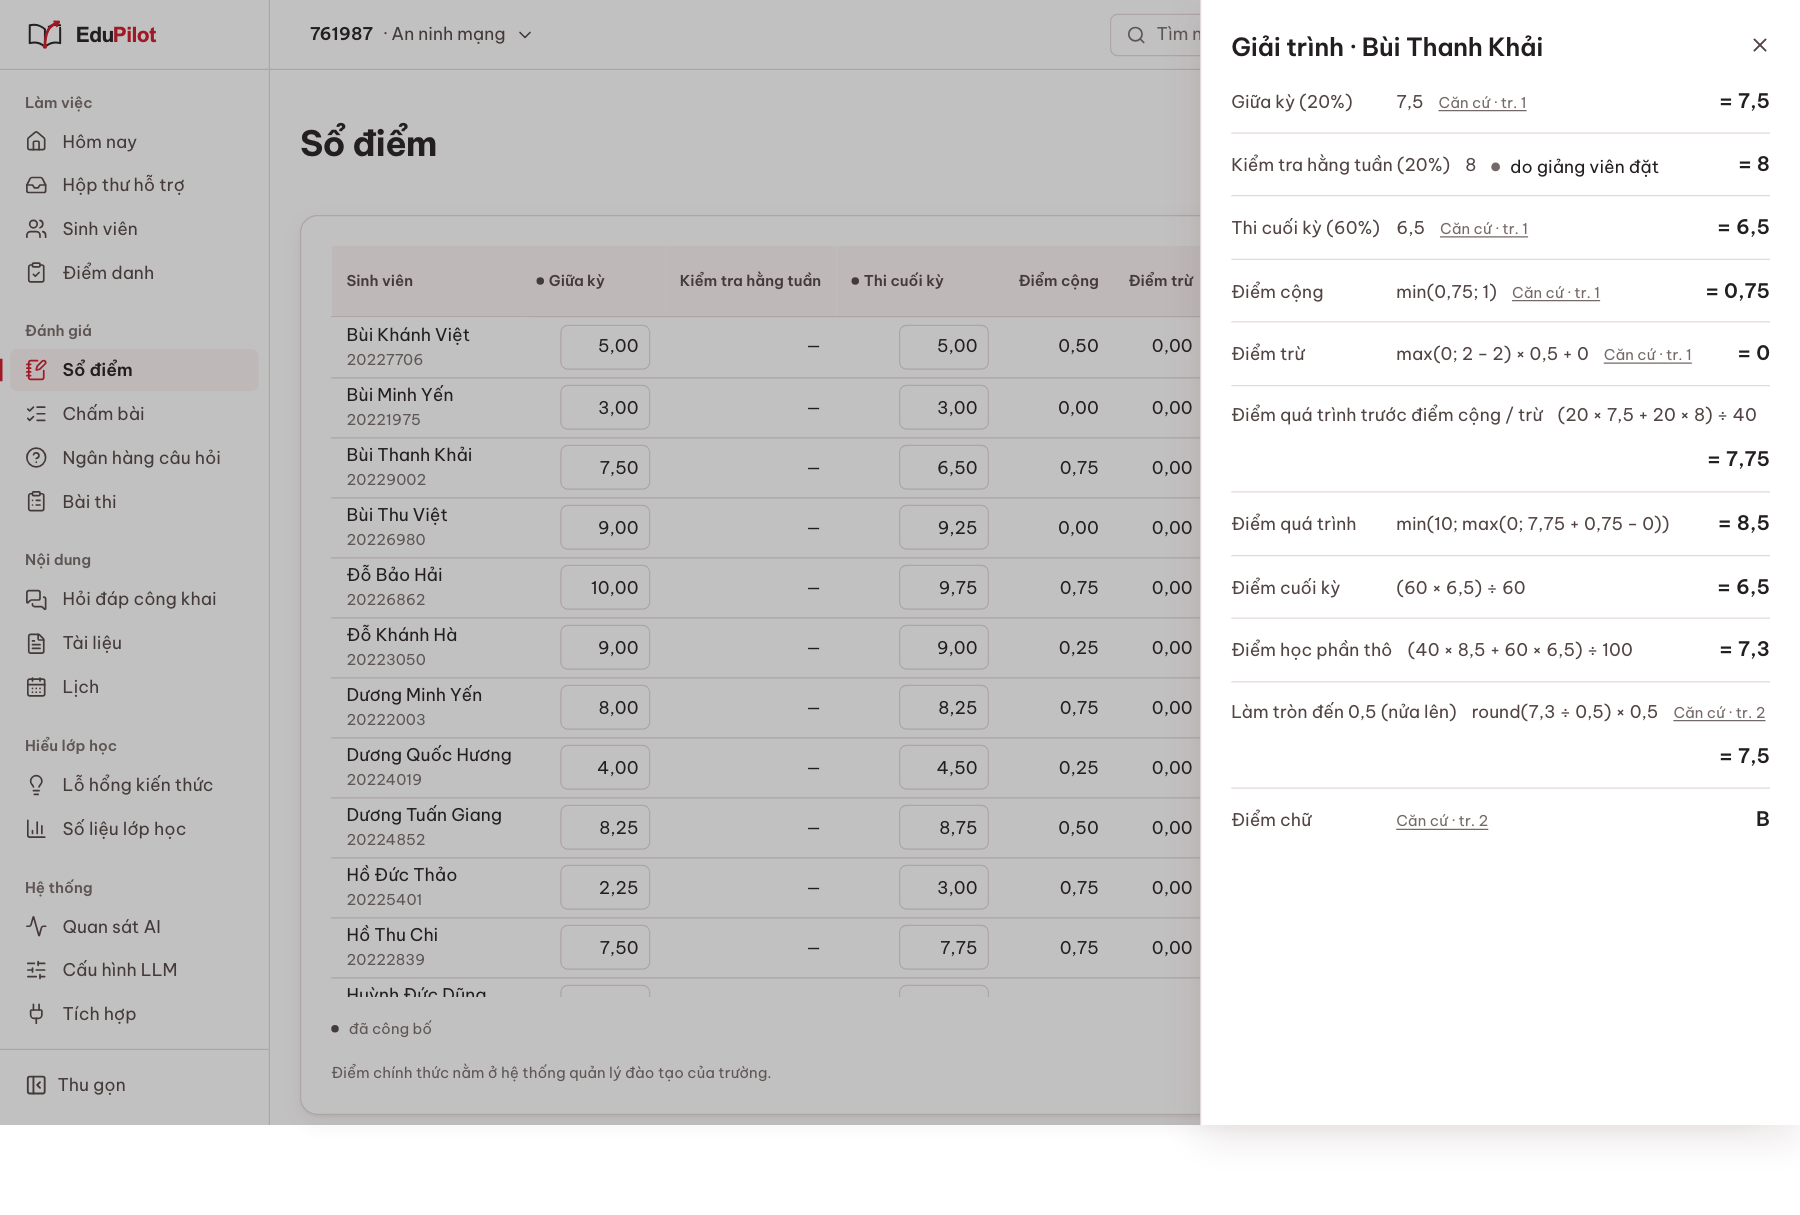 EduPilot
761987 · An ninh mạng
Tìm n
Làm việc
Hôm nay
Hộp thư hỗ trợ
Sinh viên
Điểm danh
Đánh giá
Sổ điểm
Chấm bài
Ngân hàng câu hỏi
Bài thi
Nội dung
Hỏi đáp công khai
Tài liệu
Lịch
Hiểu lớp học
Lỗ hổng kiến thức
Số liệu lớp học
Hệ thống
Quan sát AI
Cấu hình LLM
Tích hợp
Thu gọn
Sổ điểm
Sinh viên • Giữa kỳ Kiểm tra hằng tuần • Thi cuối kỳ Điểm cộng Điểm trừ
Bùi Khánh Việt
20227706 5,00 — 5,00 0,50 0,00
Bùi Minh Yến
20221975 3,00 — 3,00 0,00 0,00
Bùi Thanh Khải
20229002 7,50 — 6,50 0,75 0,00
Bùi Thu Việt
20226980 9,00 — 9,25 0,00 0,00
Đỗ Bảo Hải
20226862 10,00 — 9,75 0,75 0,00
Đỗ Khánh Hà
20223050 9,00 — 9,00 0,25 0,00
Dương Minh Yến
20222003 8,00 — 8,25 0,75 0,00
Dương Quốc Hương
20224019 4,00 — 4,50 0,25 0,00
Dương Tuấn Giang
20224852 8,25 — 8,75 0,50 0,00
Hồ Đức Thảo
20225401 2,25 — 3,00 0,75 0,00
Hồ Thu Chi
20222839 7,50 — 7,75 0,75 0,00
Huỳnh Đức Dũng
• đã công bố
Điểm chính thức nằm ở hệ thống quản lý đào tạo của trường.
Giải trình · Bùi Thanh Khải
Giữa kỳ (20%) 7,5 Căn cứ · tr. 1 = 7,5
Kiểm tra hằng tuần (20%) 8 • do giảng viên đặt = 8
Thi cuối kỳ (60%) 6,5 Căn cứ · tr. 1 = 6,5
Điểm cộng min(0,75; 1) Căn cứ · tr. 1 = 0,75
Điểm trừ max(0; 2 − 2) × 0,5 + 0 Căn cứ · tr. 1 = 0
Điểm quá trình trước điểm cộng / trừ (20 × 7,5 + 20 × 8) ÷ 40
= 7,75
Điểm quá trình min(10; max(0; 7,75 + 0,75 − 0)) = 8,5
Điểm cuối kỳ (60 × 6,5) ÷ 60 = 6,5
Điểm học phần thô (40 × 8,5 + 60 × 6,5) ÷ 100 = 7,3
Làm tròn đến 0,5 (nửa lên) round(7,3 ÷ 0,5) × 0,5 Căn cứ · tr. 2
= 7,5
Điểm chữ Căn cứ · tr. 2 B